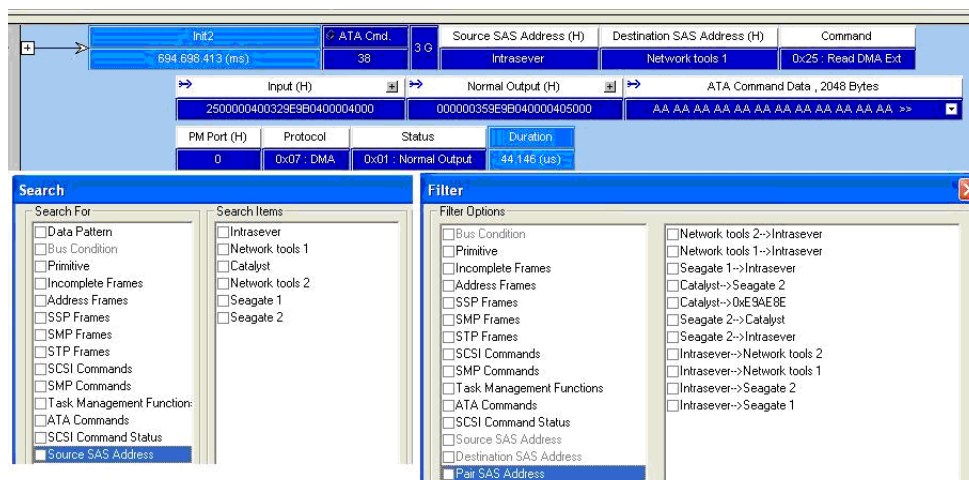 Init2
ATA Cmd.
3 G
Source SAS Address (H)
Destination SAS Address (H)
Command
694.698.413 (ms)
38
Intrasever
Network tools 1
0x25 : Read DMA Ext
Input (H)
Normal Output (H)
ATA Command Data , 2048 Bytes
2500000400329E9B0400004000
000000359E9B040000405000
AA AA AA AA AA AA AA AA AA AA AA AA AA >>
PM Port (H)
Protocol
Status
Duration
0
0x07 : DMA
0x01 : Normal Output
44.146 (us)
Search
Search For
Data Pattern
Bus Condition
Primitive
Incomplete Frames
Address Frames
SSP Frames
SMP Frames
STP Frames
SCSI Commands
SMP Commands
Task Management Function
ATA Commands
SCSI Command Status
Source SAS Address
Search Items
Intrasever
Network tools 1
Catalyst
Network tools 2
Seagate 1
Seagate 2
Filter
Filter Options
Bus Condition
Primitive
Incomplete Frames
Address Frames
SSP Frames
SMP Frames
STP Frames
SCSI Commands
SMP Commands
Task Management Functions
ATA Commands
SCSI Command Status
Source SAS Address
Destination SAS Address
Pair SAS Address
Network tools 2-->Intrasever
Network tools 1-->Intrasever
Seagate 1-->Intrasever
Catalyst-->Seagate 2
Catalyst-->0xE9AE8E
Seagate 2-->Catalyst
Seagate 2-->Intrasever
Intrasever-->Network tools 2
Intrasever-->Network tools 1
Intrasever-->Seagate 2
Intrasever-->Seagate 1